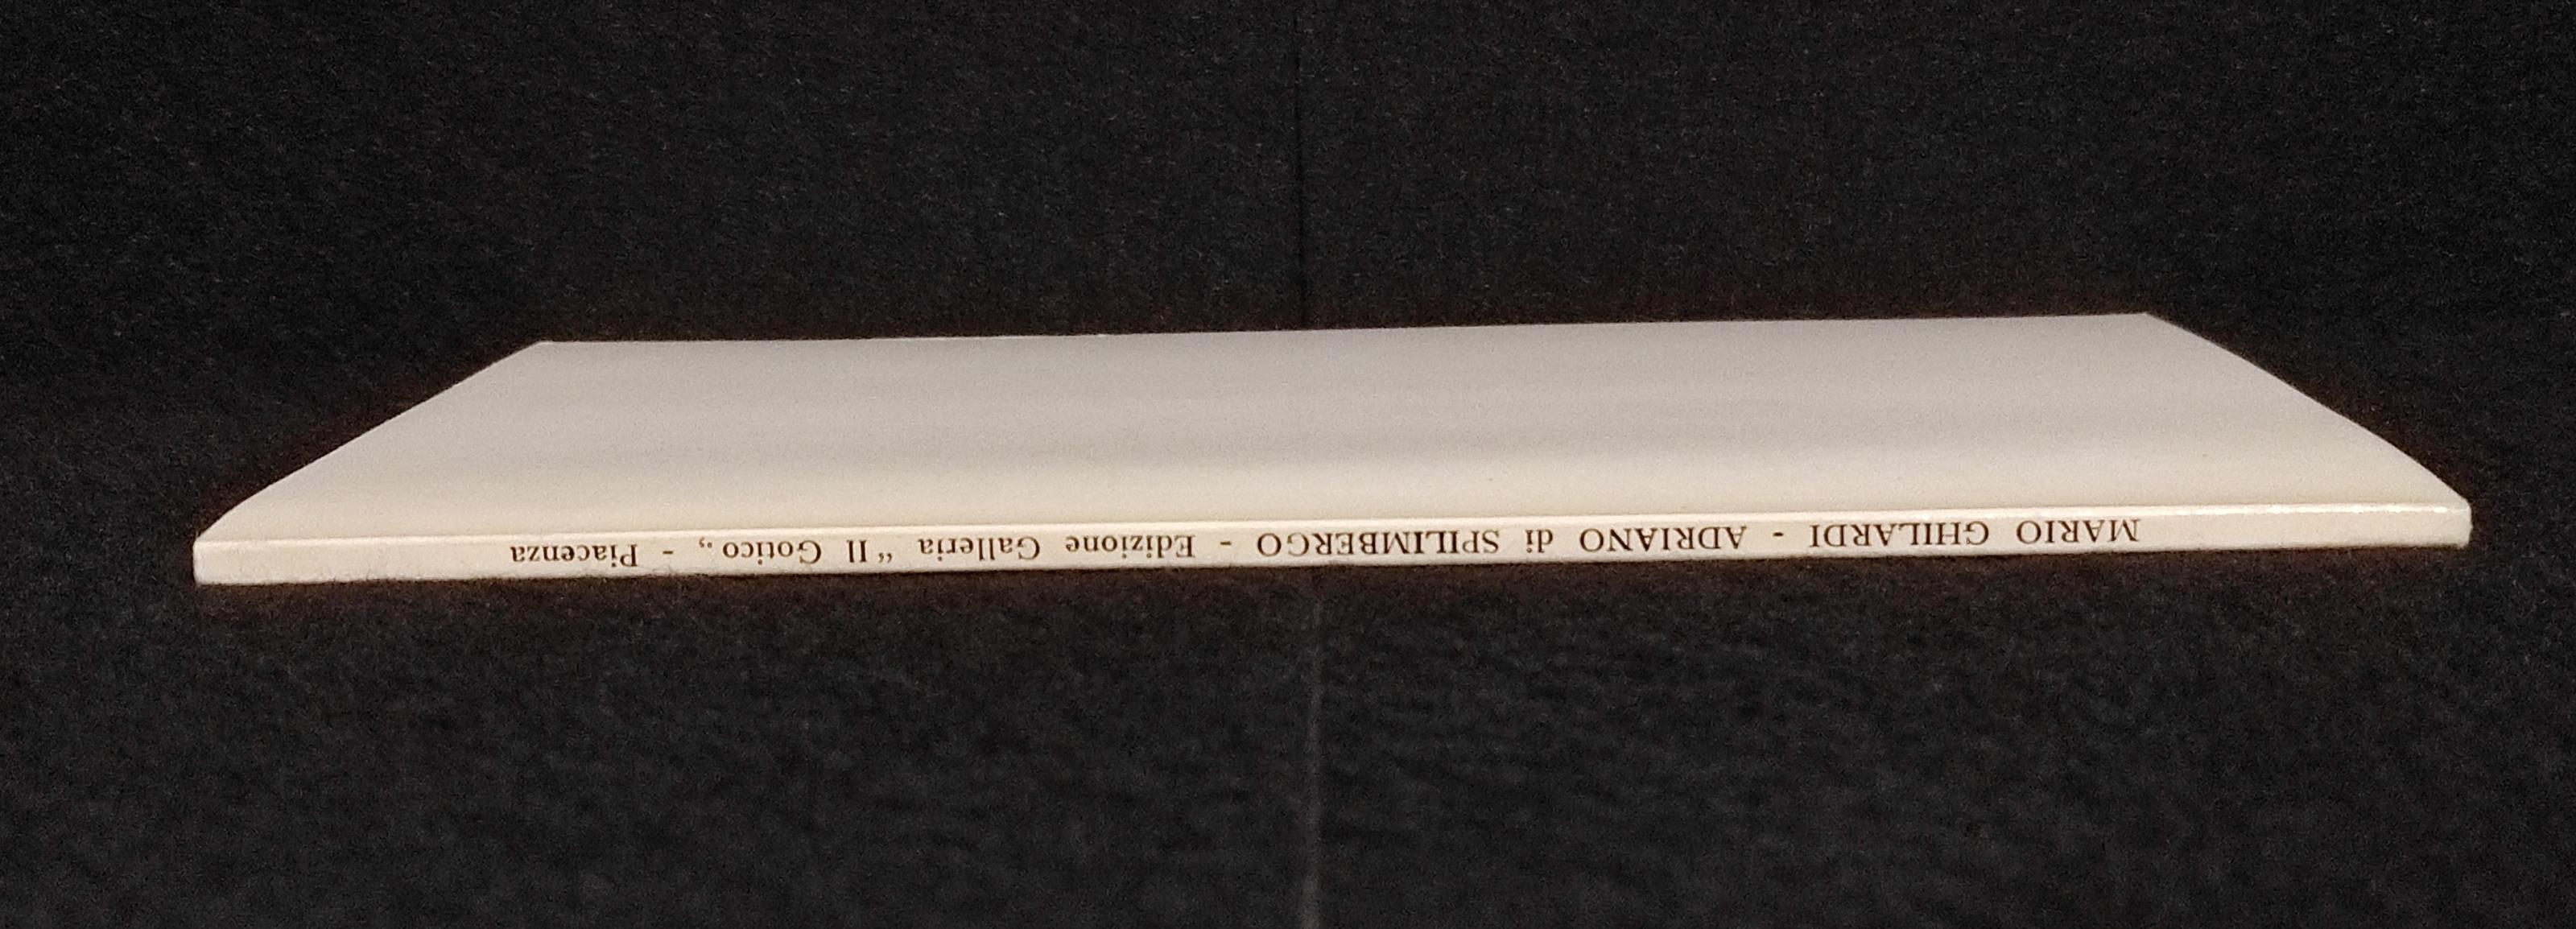 MARIO GHILARDI - ADRIANO di SPILIMBERGO - Edizione Galleria “Il Gotico„ - Piacenza